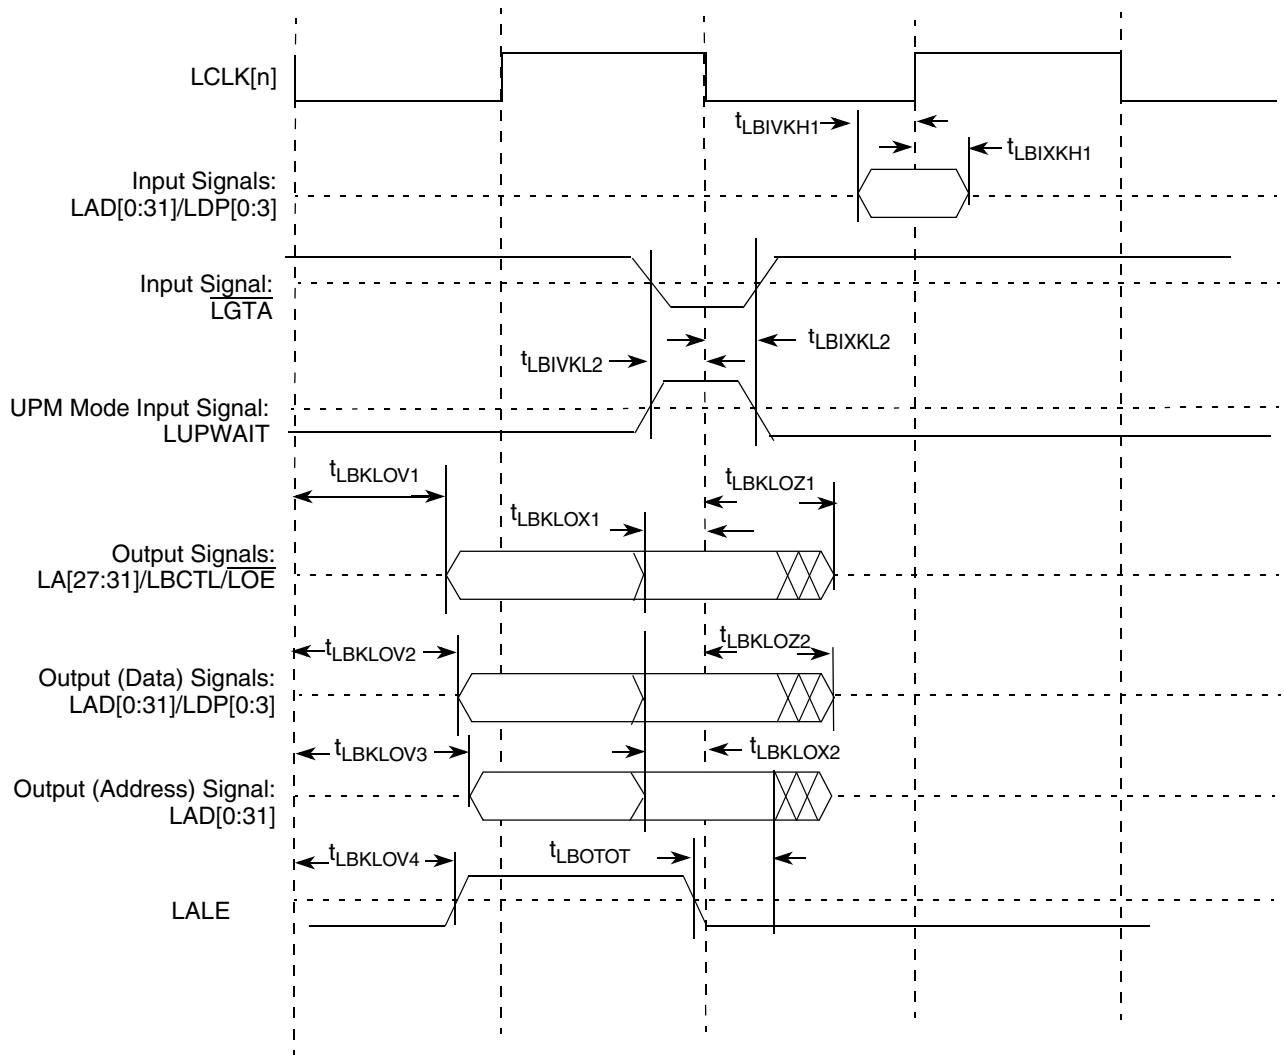 LCLK[n]
tLBIVKH1
tLBIXKH1
Input Signals:
LAD[0:31]/LDP[0:3]
Input Signal:
LGTA
tLBIXKL2
tLBIVKL2
UPM Mode Input Signal:
LUPWAIT
tLBKLOV1
tLBKLOZ1
tLBKLOX1
Output Signals:
LA[27:31]/LBCTL/LOE
tLBKLOV2
tLBKLOZ2
Output (Data) Signals:
LAD[0:31]/LDP[0:3]
tLBKLOV3
tLBKLOX2
Output (Address) Signal:
LAD[0:31]
tLBKLOV4
tLBOTOT
LALE